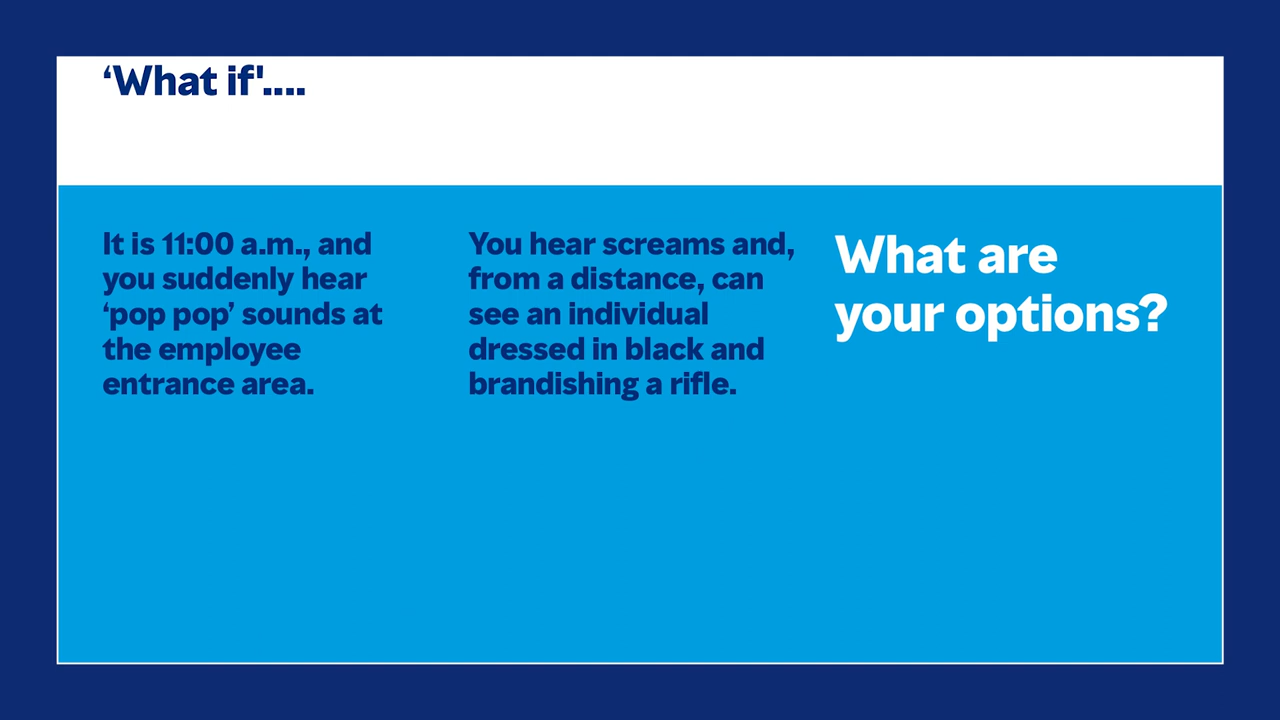 ‘What if'....
It is 11:00 a.m., and
you suddenly hear
‘pop pop’ sounds at
the employee
entrance area.
You hear screams and,
from a distance, can
see an individual
dressed in black and
brandishing a rifle.
What are
your options?